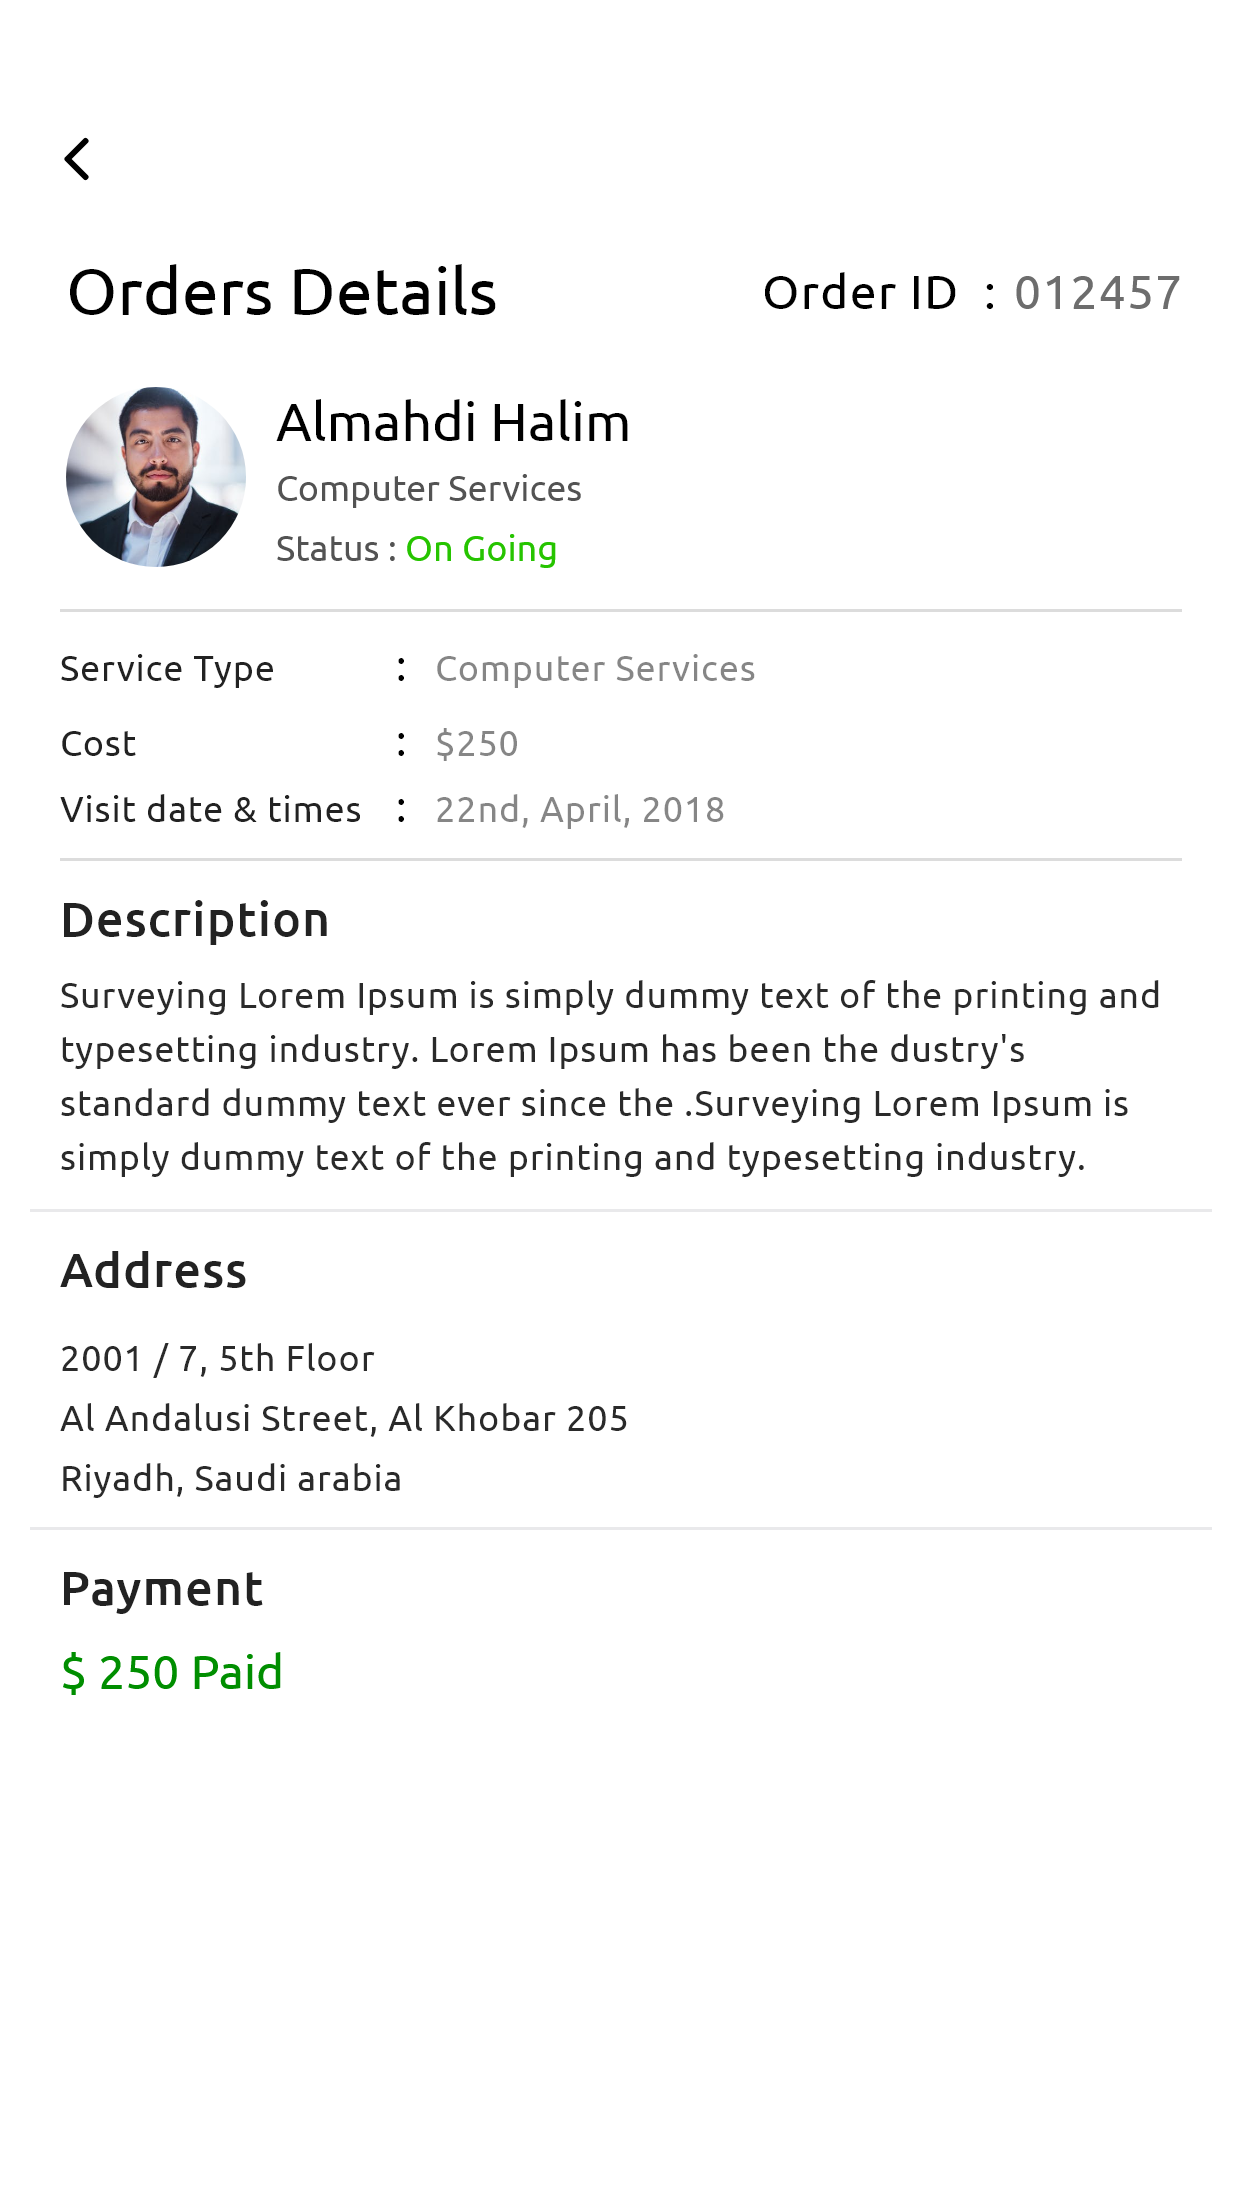 Orders Details
Order ID : 012457
Almahdi Halim
Computer Services
Status : On Going
Service Type : Computer Services
Cost : $250
Visit date & times : 22nd, April, 2018
Description
Surveying Lorem Ipsum is simply dummy text of the printing and
typesetting industry. Lorem Ipsum has been the dustry's
standard dummy text ever since the .Surveying Lorem Ipsum is
simply dummy text of the printing and typesetting industry.
Address
2001 / 7, 5th Floor
Al Andalusi Street, Al Khobar 205
Riyadh, Saudi arabia
Payment
$ 250 Paid